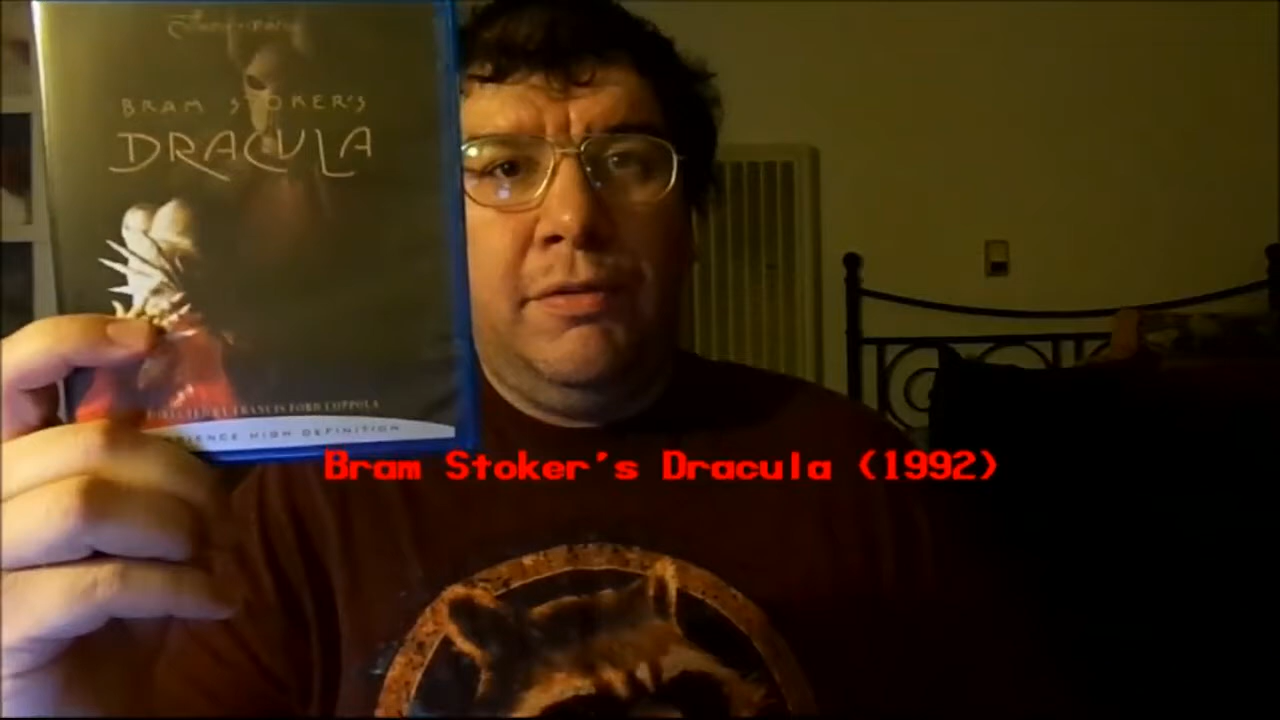 BRAM STOKER'S
DRACULA
DIRECTED BY FRANCIS FORD COPPOLA
HIGH DEFINITION
Bram Stoker's Dracula (1992)